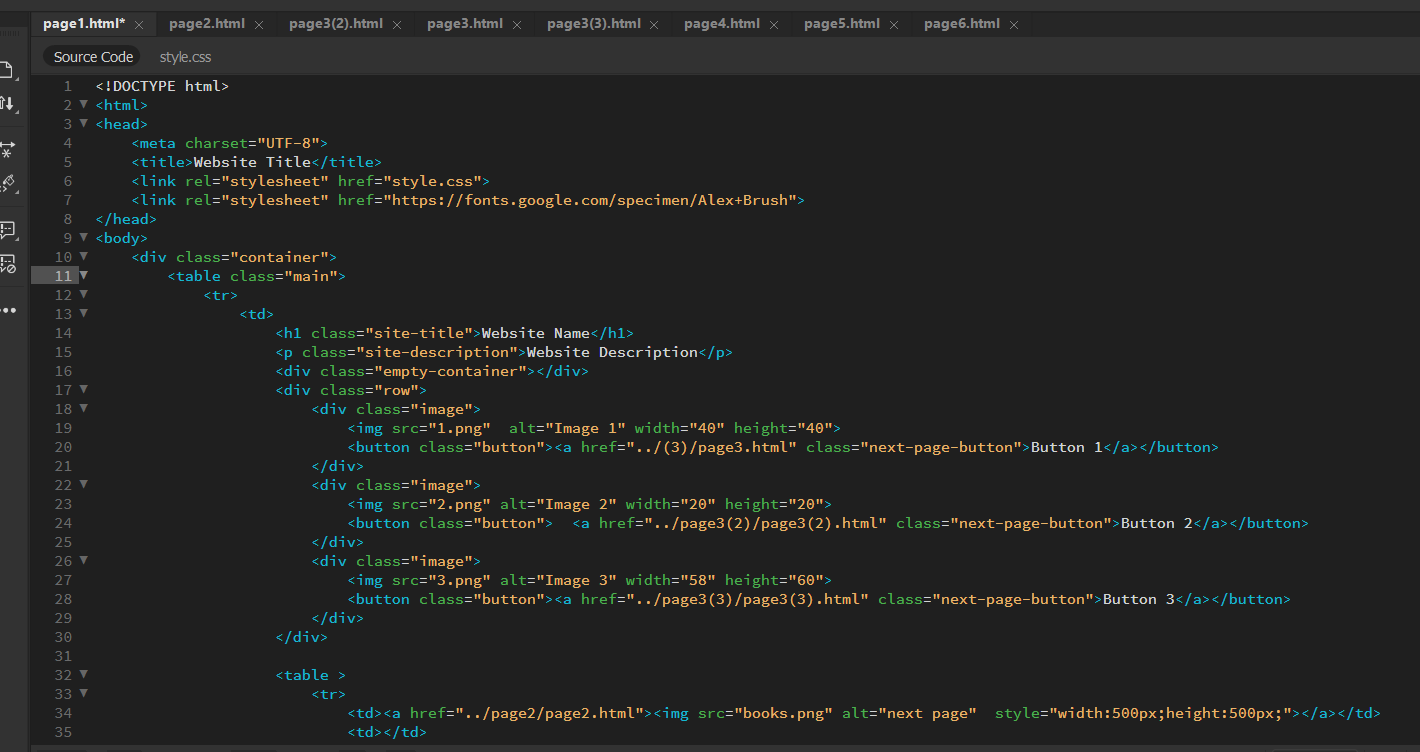 page1.html* page2.html page3(2).html page3.html page3(3).html page4.html page5.html page6.html
Source Code style.css
1 <!DOCTYPE html>
2 <html>
3 <head>
4     <meta charset="UTF-8">
5     <title>Website Title</title>
6     <link rel="stylesheet" href="style.css">
7     <link rel="stylesheet" href="https://fonts.google.com/specimen/Alex+Brush">
8 </head>
9 <body>
10     <div class="container">
11         <table class="main">
12             <tr>
13                 <td>
14                     <h1 class="site-title">Website Name</h1>
15                     <p class="site-description">Website Description</p>
16                     <div class="empty-container"></div>
17                     <div class="row">
18                         <div class="image">
19                             <img src="1.png"  alt="Image 1" width="40" height="40">
20                             <button class="button"><a href="../(3)/page3.html" class="next-page-button">Button 1</a></button>
21                         </div>
22                         <div class="image">
23                             <img src="2.png" alt="Image 2" width="20" height="20">
24                             <button class="button">  <a href="../page3(2)/page3(2).html" class="next-page-button">Button 2</a></button>
25                         </div>
26                         <div class="image">
27                             <img src="3.png" alt="Image 3" width="58" height="60">
28                             <button class="button"><a href="../page3(3)/page3(3).html" class="next-page-button">Button 3</a></button>
29                         </div>
30                     </div>
31
32                     <table >
33                         <tr>
34                             <td><a href="../page2/page2.html"><img src="books.png" alt="next page"  style="width:500px;height:500px;"></a></td>
35                             <td></td>